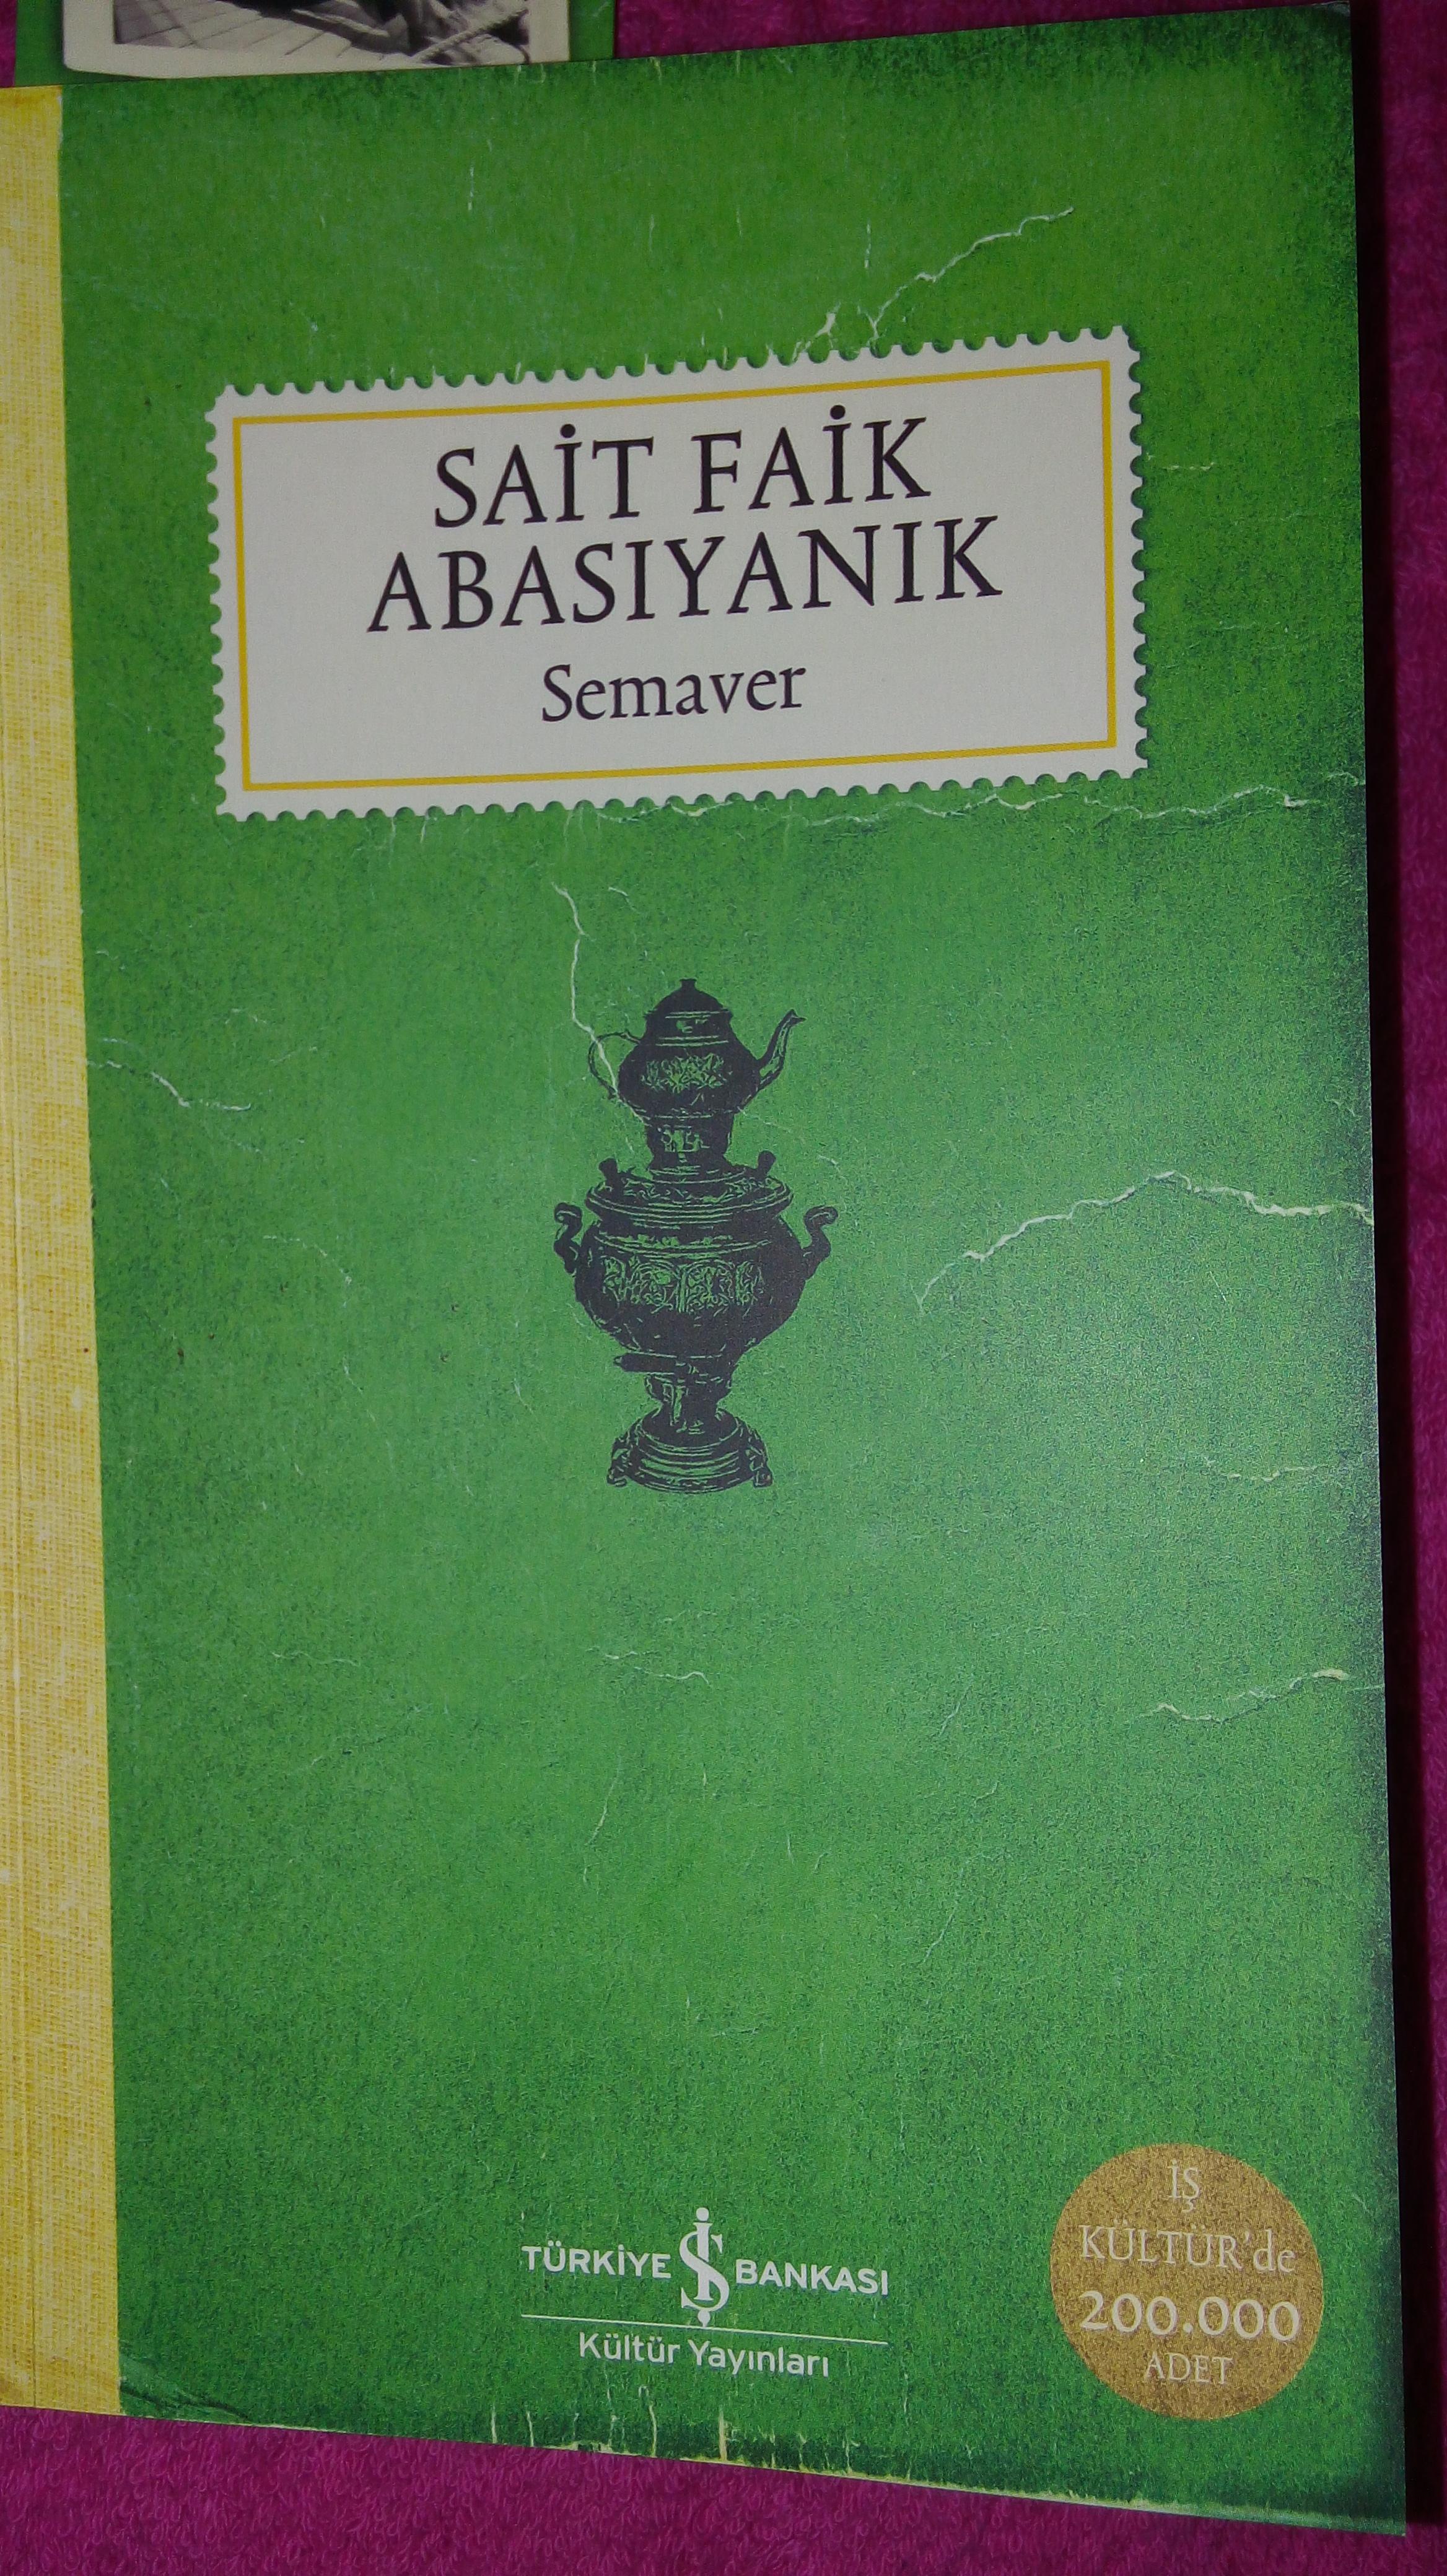 SAİT FAİK
ABASIYANIK
Semaver
TÜRKİYE İŞ BANKASI
Kültür Yayınları
İŞ
KÜLTÜR'de
200.000
ADET